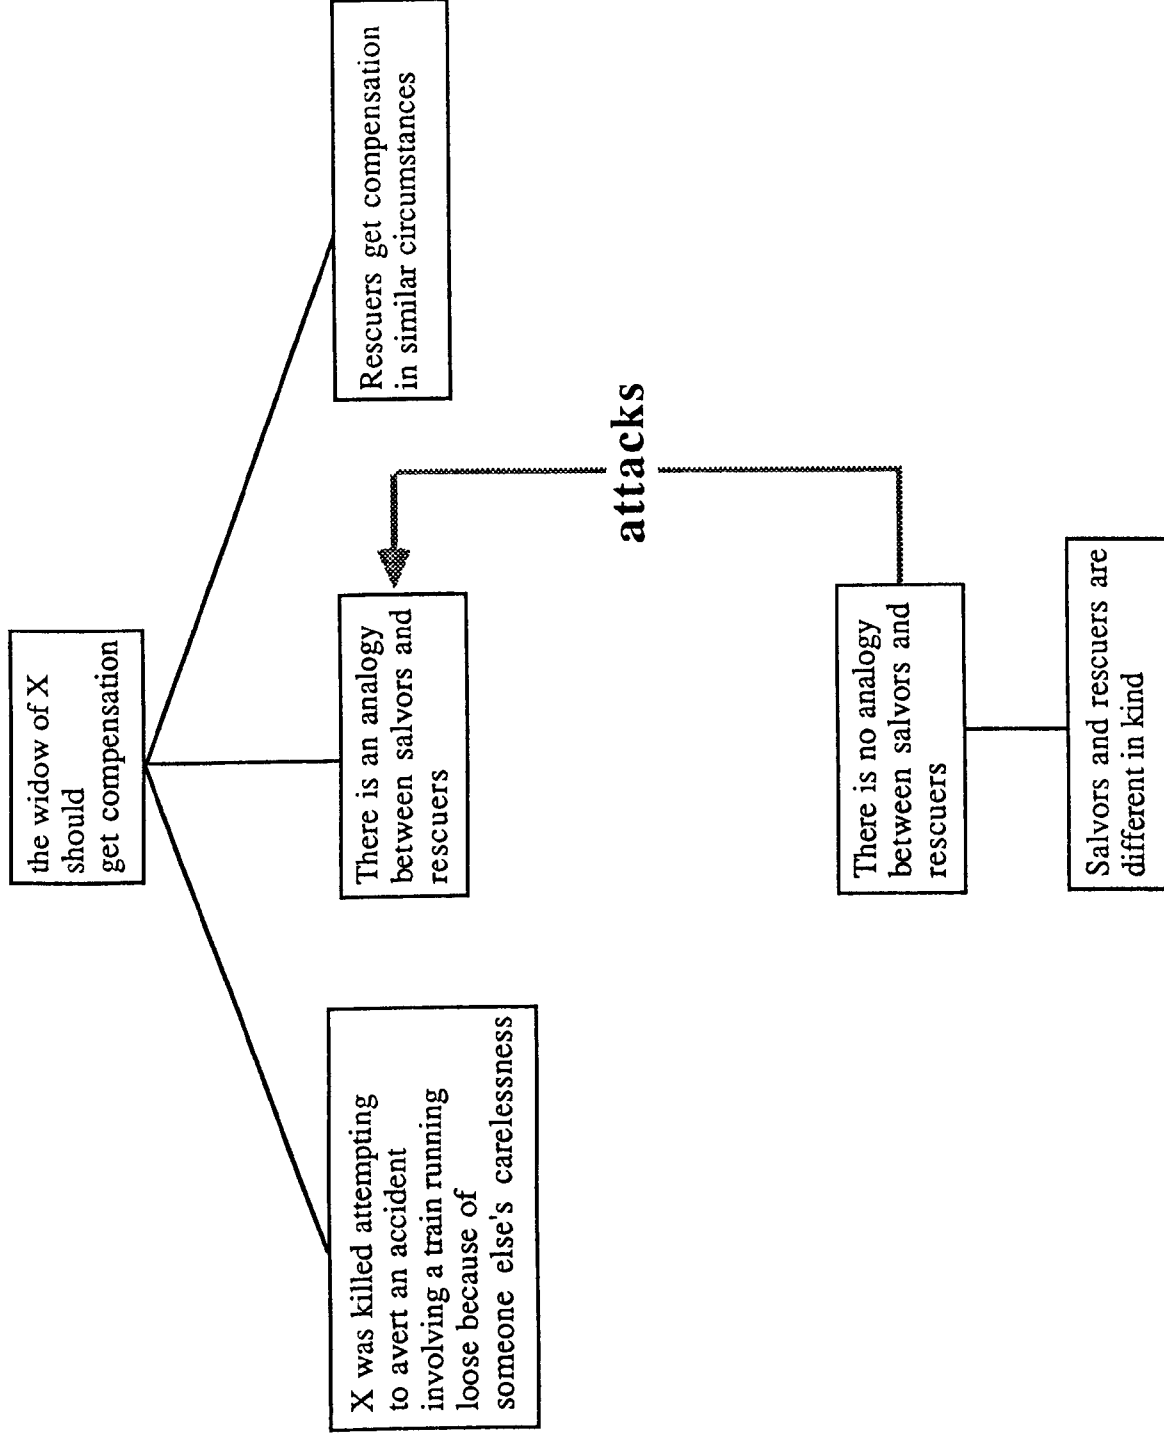 the widow of X
should
get compensation
X was killed attempting
to avert an accident
involving a train running
loose because of
someone else's carelessness
There is an analogy
between salvors and
rescuers
Rescuers get compensation
in similar circumstances
attacks
There is no analogy
between salvors and
rescuers
Salvors and rescuers are
different in kind